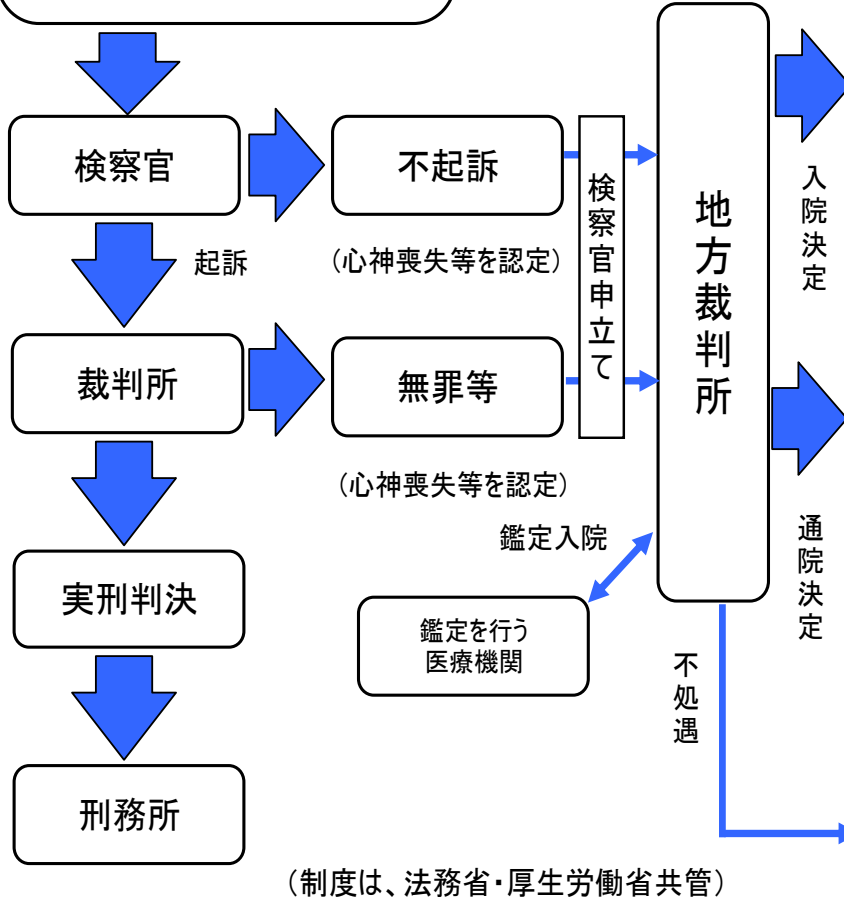 検察官
不起訴
検察官申立て
地方裁判所
入院決定
起訴
（心神喪失等を認定）
裁判所
無罪等
（心神喪失等を認定）
通院決定
鑑定入院
実刑判決
鑑定を行う
医療機関
不処遇
刑務所
（制度は、法務省・厚生労働省共管）